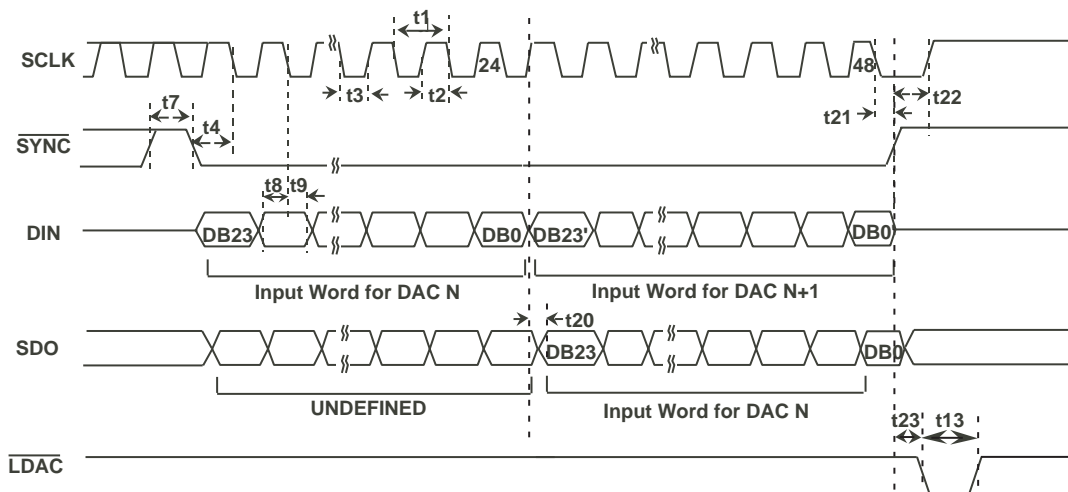 t1
SCLK
24
48
t3
t2
t22
t21
t7
t4
SYNC
t8
t9
DIN
DB23
DB0
DB23'
DB0
Input Word for DAC N
Input Word for DAC N+1
t20
SDO
DB23
DB0
UNDEFINED
Input Word for DAC N
t23
t13
LDAC